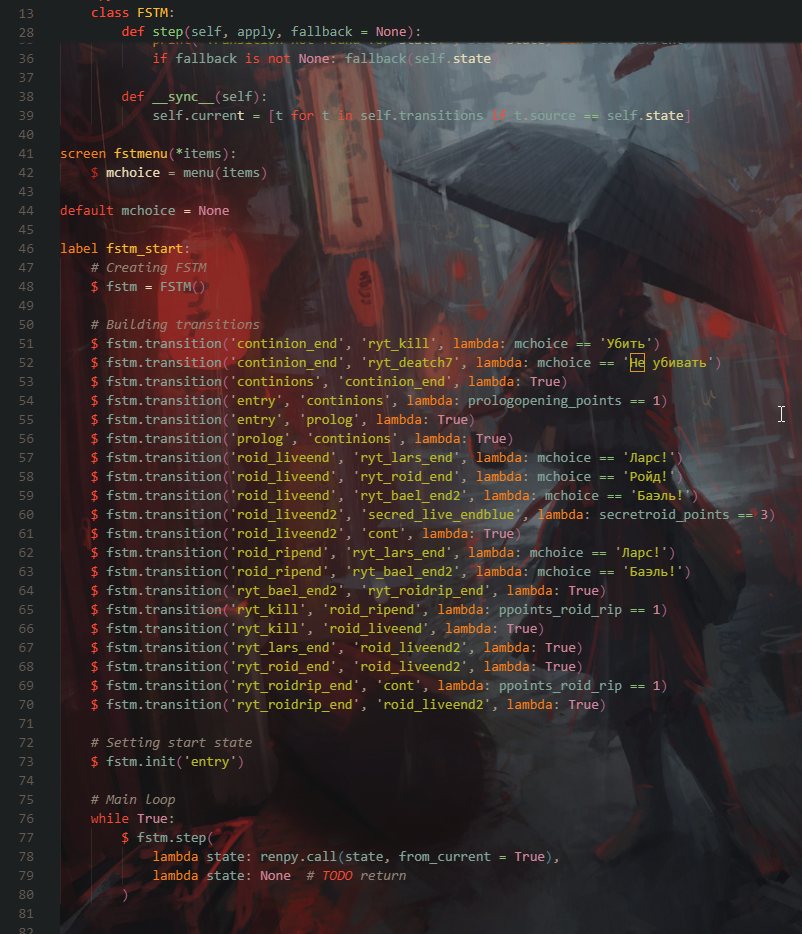 13 class FSTM:
28 def step(self, apply, fallback = None):
36 if fallback is not None: fallback(self.state
37
38 def __sync__(self):
39 self.current = [t for t in self.transitions if t.source == self.state]
40
41 screen fstmenu(*items):
42 $ mchoice = menu(items)
43
44 default mchoice = None
45
46 label fstm_start:
47 # Creating FSTM
48 $ fstm = FSTM()
49
50 # Building transitions
51 $ fstm.transition('continion_end', 'ryt_kill', lambda: mchoice == 'Убить')
52 $ fstm.transition('continion_end', 'ryt_deatch7', lambda: mchoice == 'Не убивать')
53 $ fstm.transition('continions', 'continion_end', lambda: True)
54 $ fstm.transition('entry', 'continions', lambda: prologopening_points == 1)
55 $ fstm.transition('entry', 'prolog', lambda: True)
56 $ fstm.transition('prolog', 'continions', lambda: True)
57 $ fstm.transition('roid_liveend', 'ryt_lars_end', lambda: mchoice == 'Ларс!')
58 $ fstm.transition('roid_liveend', 'ryt_roid_end', lambda: mchoice == 'Ройд!')
59 $ fstm.transition('roid_liveend', 'ryt_bael_end2', lambda: mchoice == 'Баэль!')
60 $ fstm.transition('roid_liveend2', 'secred_live_endblue', lambda: secretroid_points == 3)
61 $ fstm.transition('roid_liveend2', 'cont', lambda: True)
62 $ fstm.transition('roid_ripend', 'ryt_lars_end', lambda: mchoice == 'Ларс!')
63 $ fstm.transition('roid_ripend', 'ryt_bael_end2', lambda: mchoice == 'Баэль!')
64 $ fstm.transition('ryt_bael_end2', 'ryt_roidrip_end', lambda: True)
65 $ fstm.transition('ryt_kill', 'roid_ripend', lambda: ppoints_roid_rip == 1)
66 $ fstm.transition('ryt_kill', 'roid_liveend', lambda: True)
67 $ fstm.transition('ryt_lars_end', 'roid_liveend2', lambda: True)
68 $ fstm.transition('ryt_roid_end', 'roid_liveend2', lambda: True)
69 $ fstm.transition('ryt_roidrip_end', 'cont', lambda: ppoints_roid_rip == 1)
70 $ fstm.transition('ryt_roidrip_end', 'roid_liveend2', lambda: True)
71
72 # Setting start state
73 $ fstm.init('entry')
74
75 # Main loop
76 while True:
77 $ fstm.step(
78 lambda state: renpy.call(state, from_current = True),
79 lambda state: None # TODO return
80 )
81
82